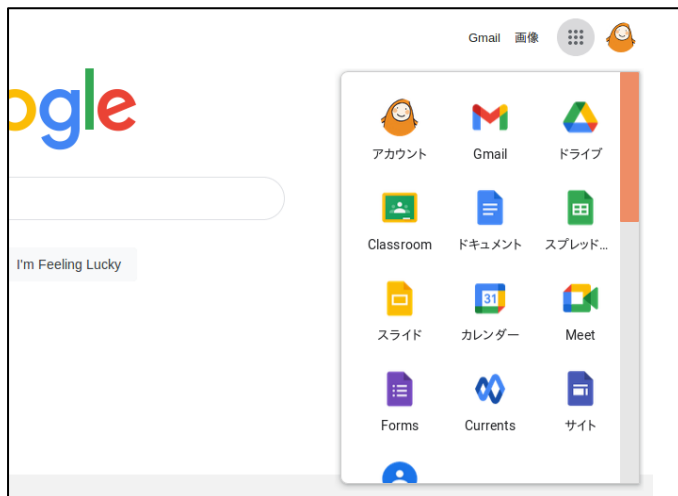 Gmail 画像
ogle
アカウント Gmail ドライブ
Classroom ドキュメント スプレッド...
I'm Feeling Lucky
31
スライド カレンダー Meet
Forms Currents サイト